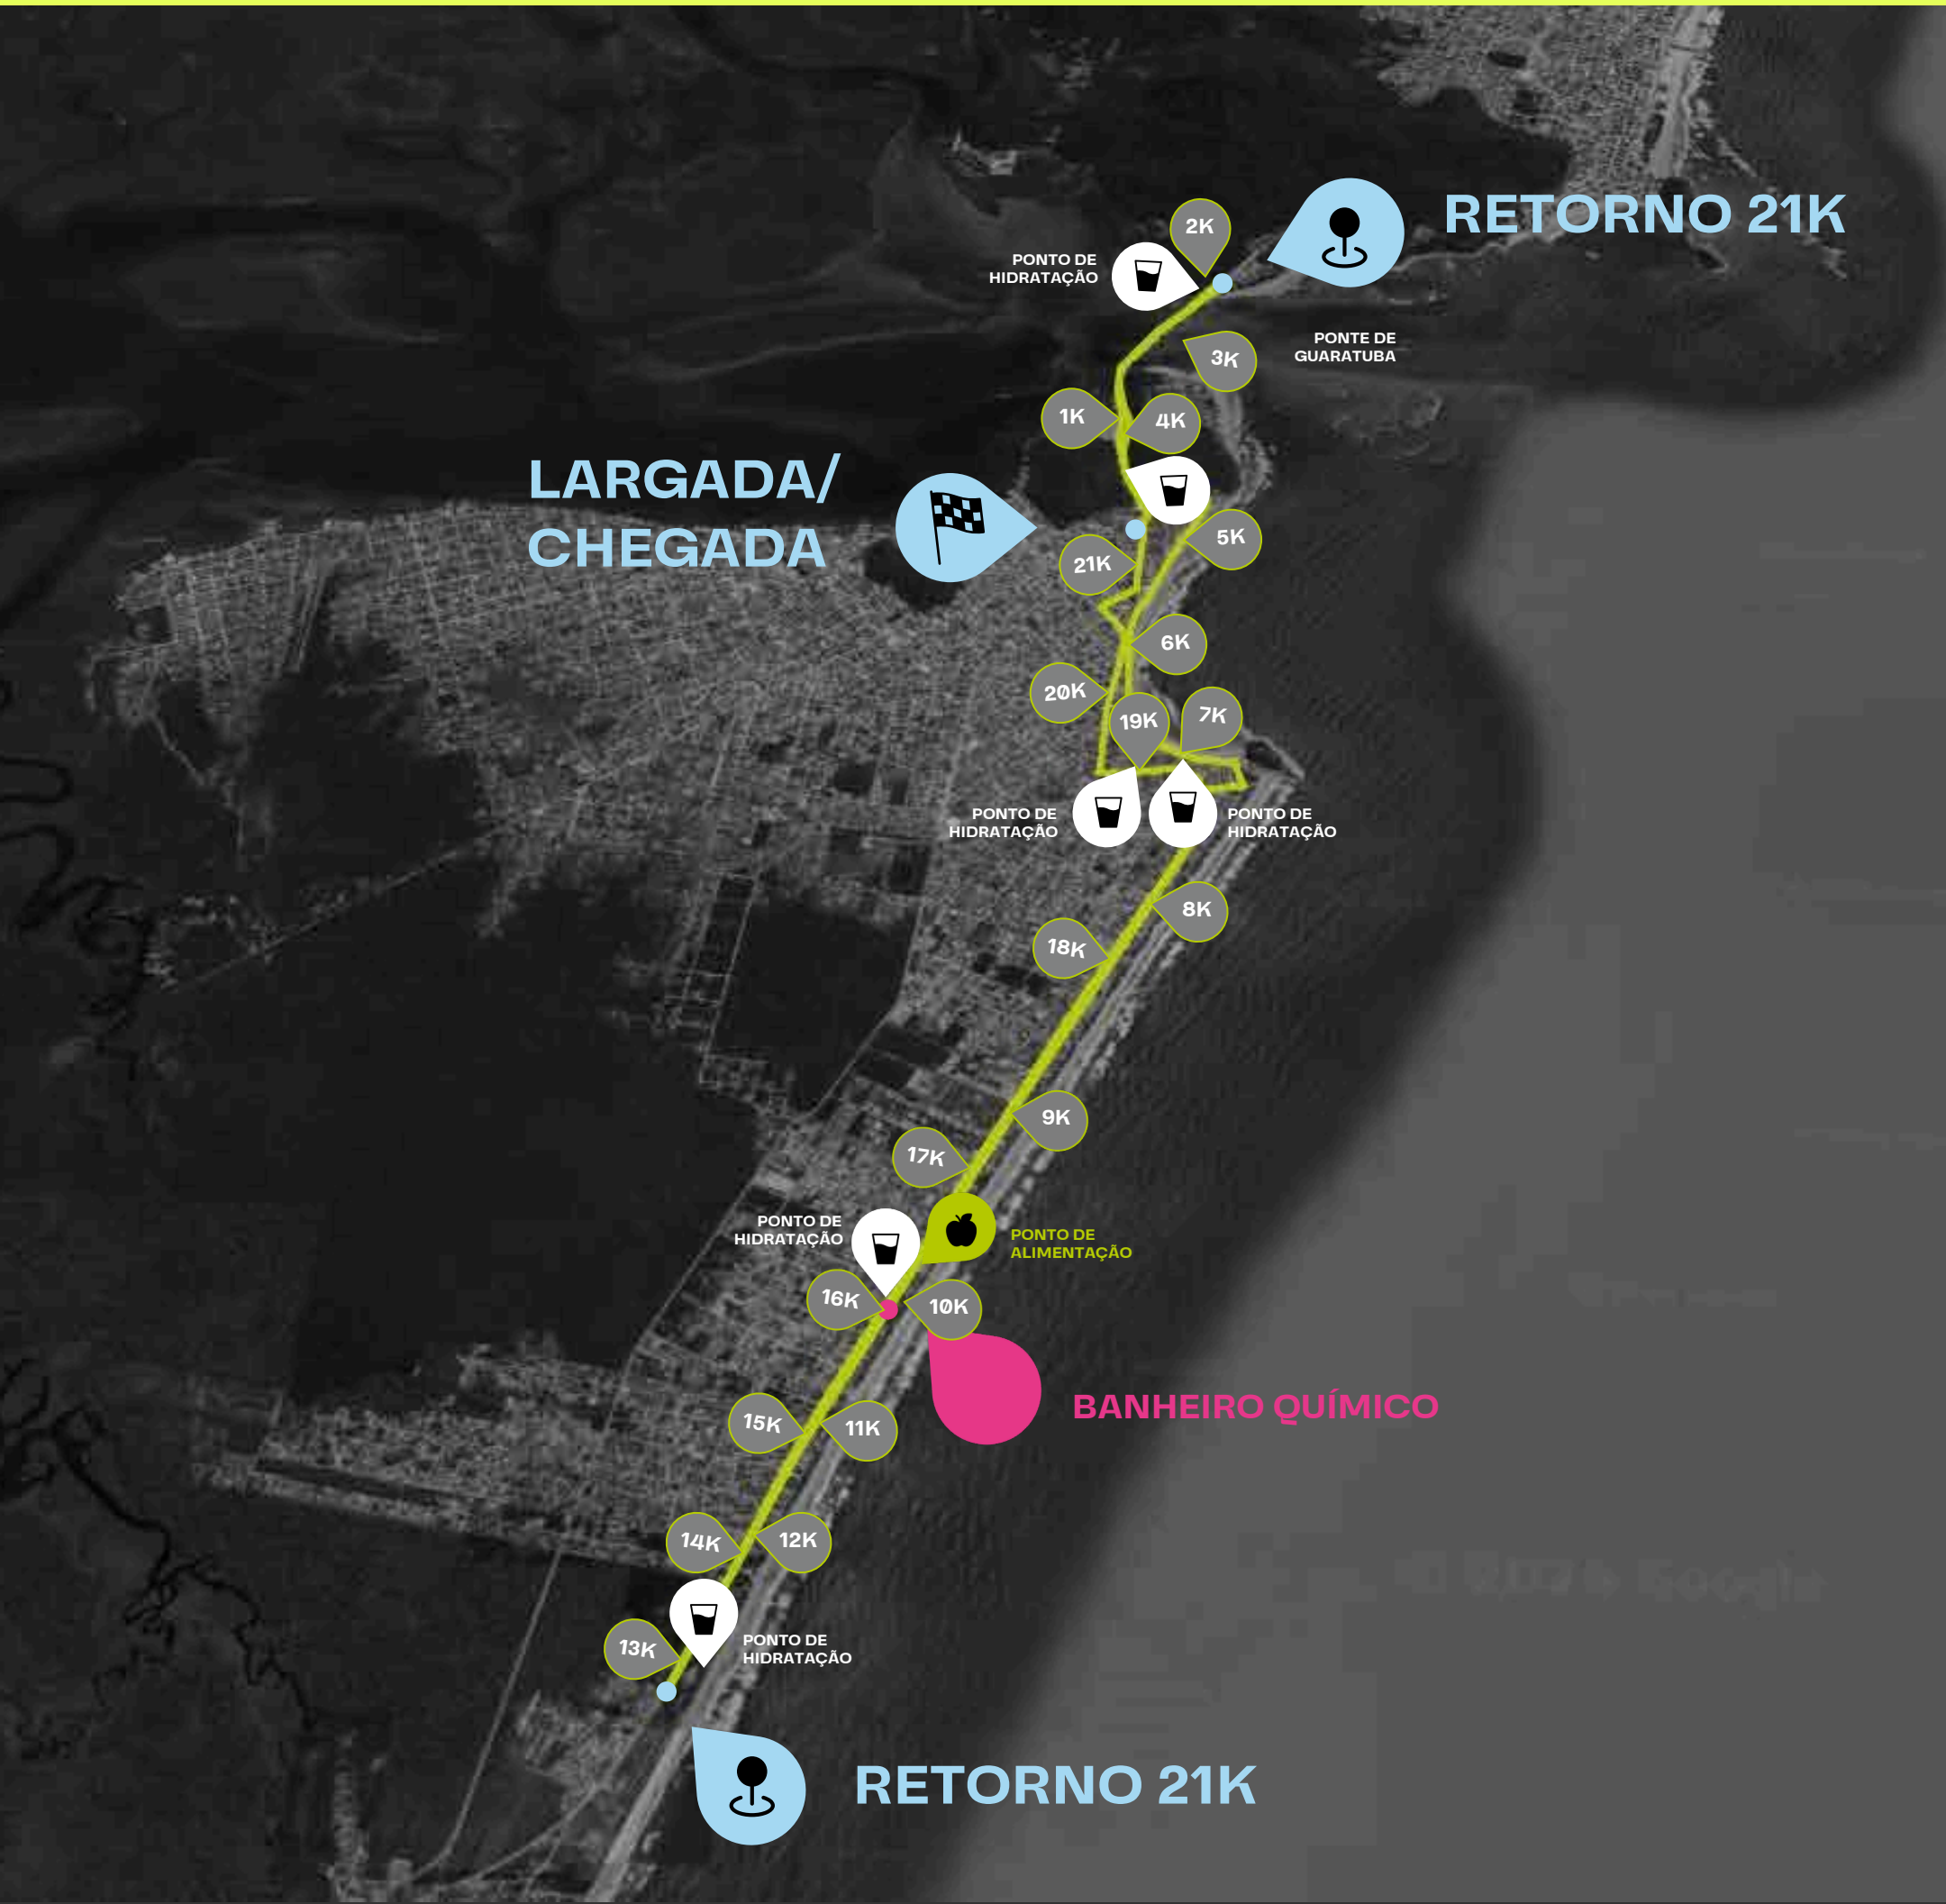 RETORNO 21K
2K
PONTO DE
HIDRATAÇÃO
3K
PONTE DE
GUARATUBA
1K
4K
LARGADA/
CHEGADA
5K
21K
6K
20K
19K
7K
PONTO DE
HIDRATAÇÃO
PONTO DE
HIDRATAÇÃO
8K
18K
9K
17K
PONTO DE
HIDRATAÇÃO
PONTO DE
ALIMENTAÇÃO
16K
10K
BANHEIRO QUÍMICO
15K
11K
14K
12K
13K
PONTO DE
HIDRATAÇÃO
RETORNO 21K